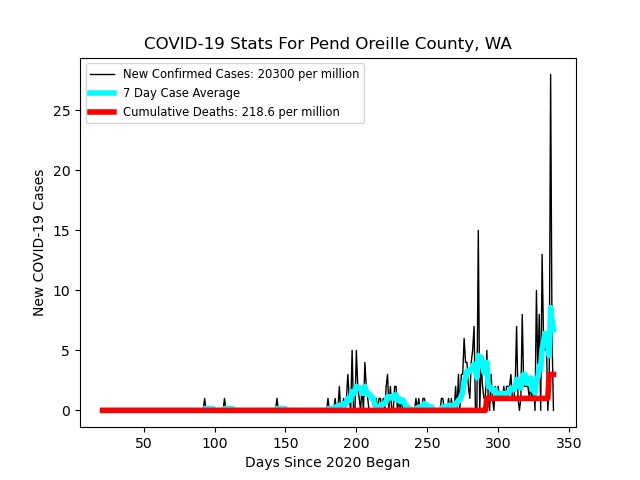 COVID-19 Stats For Pend Oreille County, WA
New Confirmed Cases: 20300 per million
7 Day Case Average
Cumulative Deaths: 218.6 per million
New COVID-19 Cases
25
20
15
10
5
0
50
100
150
200
250
300
350
Days Since 2020 Began